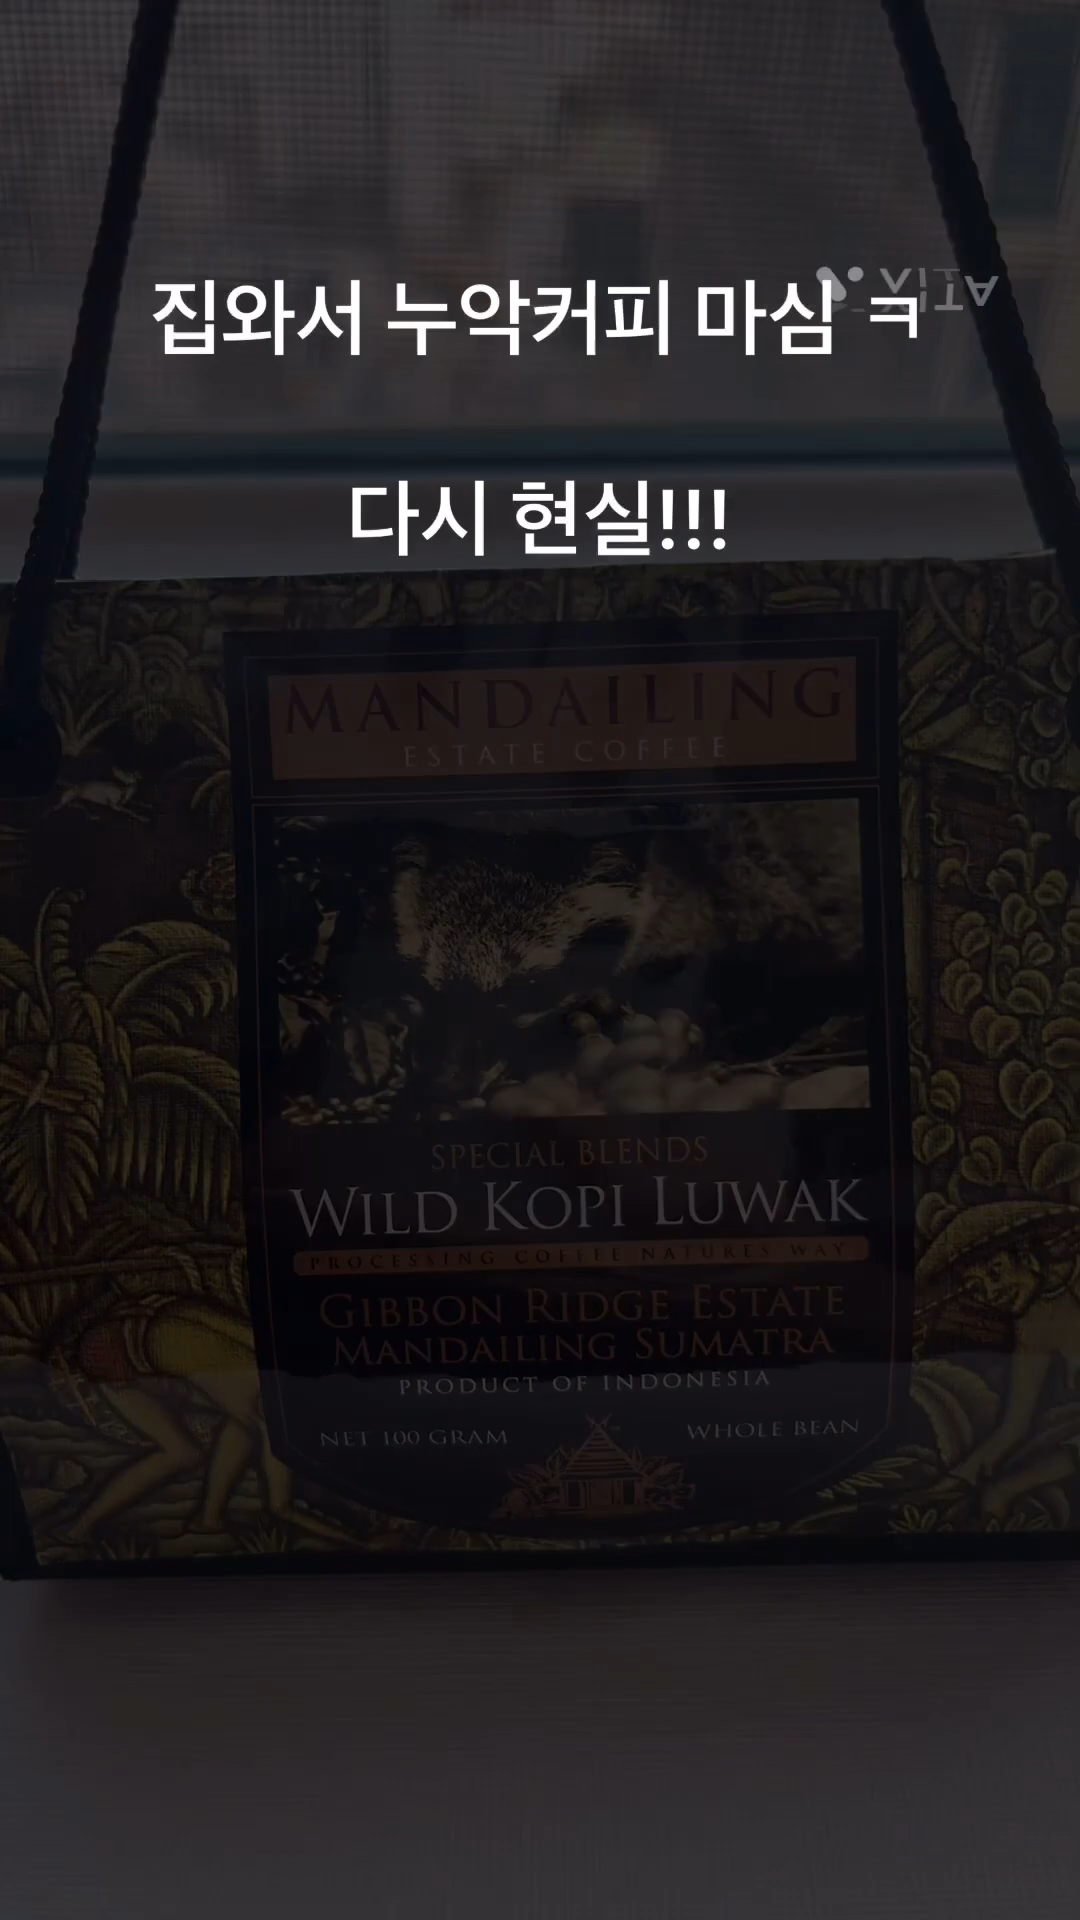 집와서 누악커피 마심 ㅋ
VITA
다시 현실!!!
MANDAILING
ESTATE COFFEE
SPECIAL BLENDS
WILD KOPI LUWAK
PROCESSING COFFEE NATURES WAY
GIBBON RIDGE ESTATE
MANDAILING SUMATRA
PRODUCT OF INDONESIA
NET 100 GRAM
WHOLE BEAN